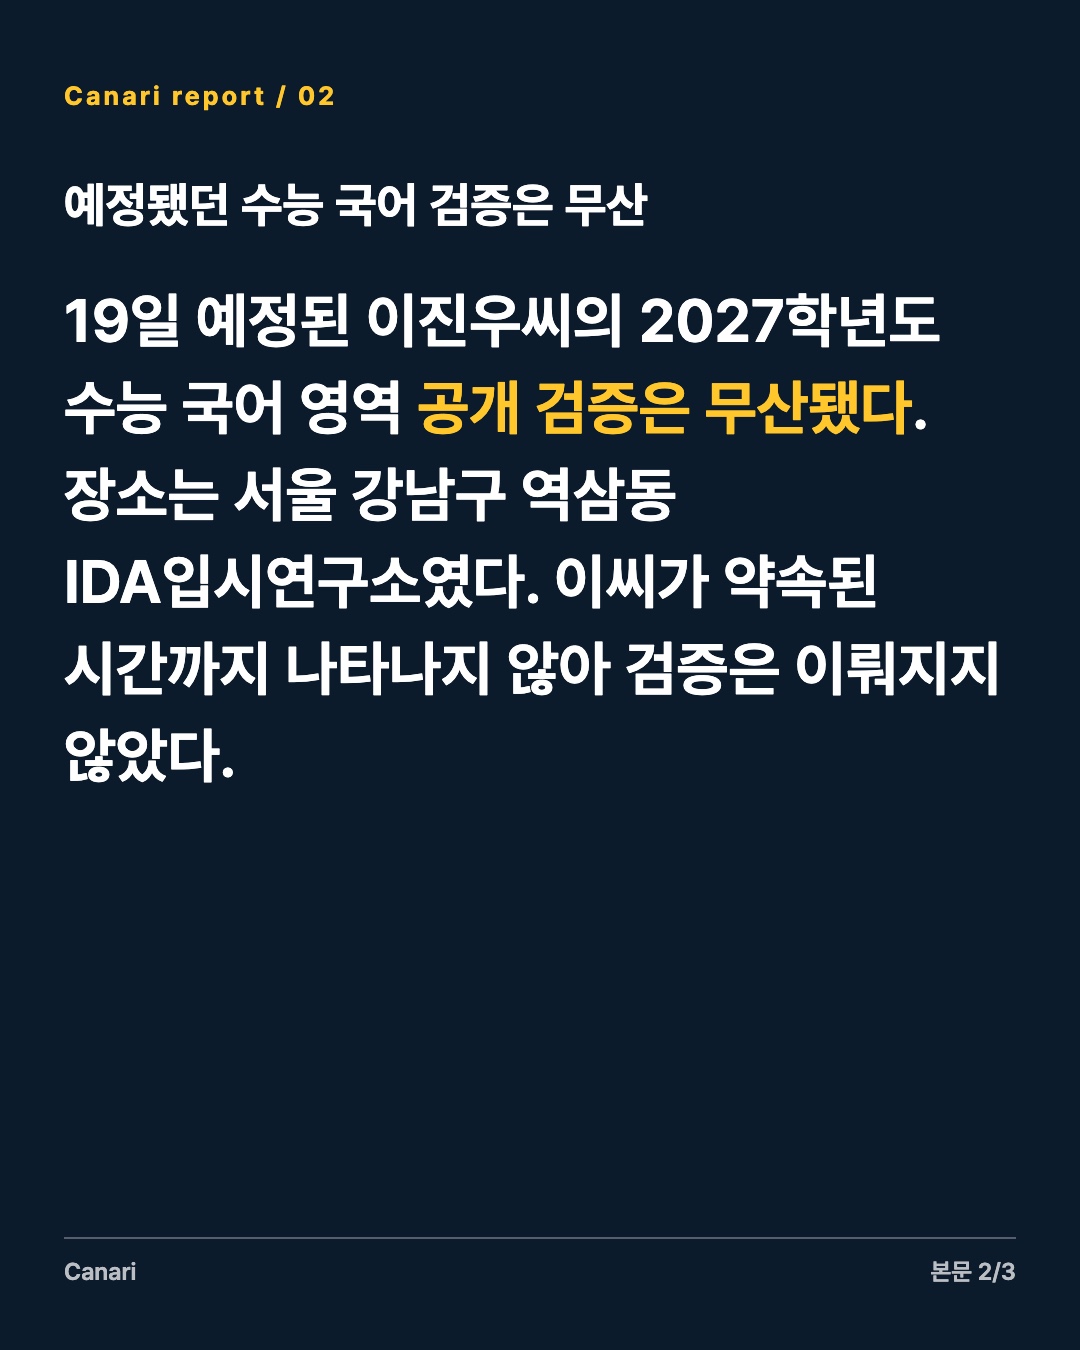 Canari report / 02
예정됐던 수능 국어 검증은 무산
19일 예정된 이진우씨의 2027학년도
수능 국어 영역 공개 검증은 무산됐다.
장소는 서울 강남구 역삼동
IDA입시연구소였다. 이씨가 약속된
시간까지 나타나지 않아 검증은 이뤄지지
않았다.
Canari
본문 2/3